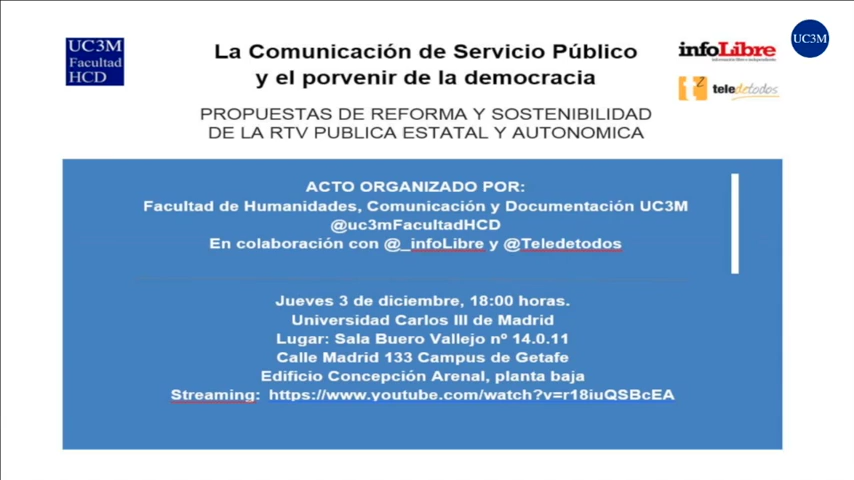 UC3M
Facultad
HCD
La Comunicación de Servicio Público
y el porvenir de la democracia
PROPUESTAS DE REFORMA Y SOSTENIBILIDAD
DE LA RTV PUBLICA ESTATAL Y AUTONOMICA
infoLibre
teledetodos
UC3M
ACTO ORGANIZADO POR:
Facultad de Humanidades, Comunicación y Documentación UC3M
@uc3mFacultadHCD
En colaboración con @_infoLibre y @Teledetodos
Jueves 3 de diciembre, 18:00 horas.
Universidad Carlos III de Madrid
Lugar: Sala Buero Vallejo nº 14.0.11
Calle Madrid 133 Campus de Getafe
Edificio Concepción Arenal, planta baja
Streaming: https://www.youtube.com/watch?v=r18iuQSBcEA